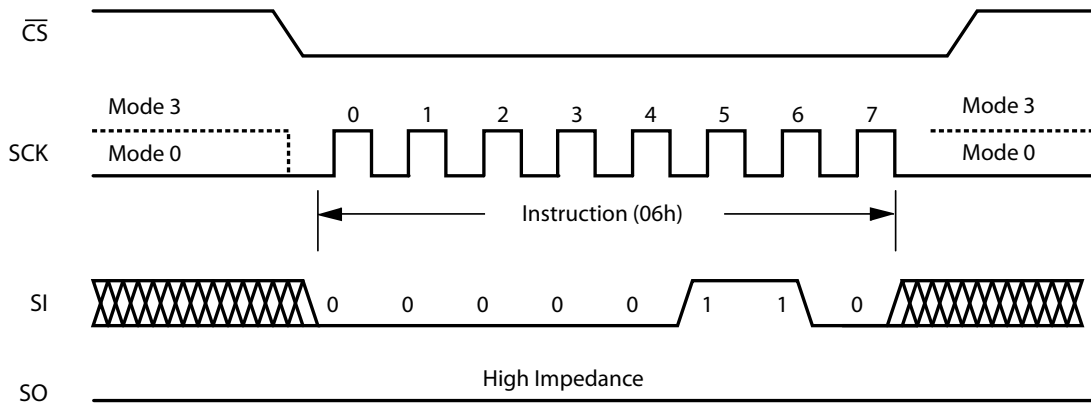 CS
Mode 3
0 1 2 3 4 5 6 7
Mode 3
SCK
Mode 0
Mode 0
Instruction (06h)
SI
0 0 0 0 0 1 1 0
High Impedance
SO